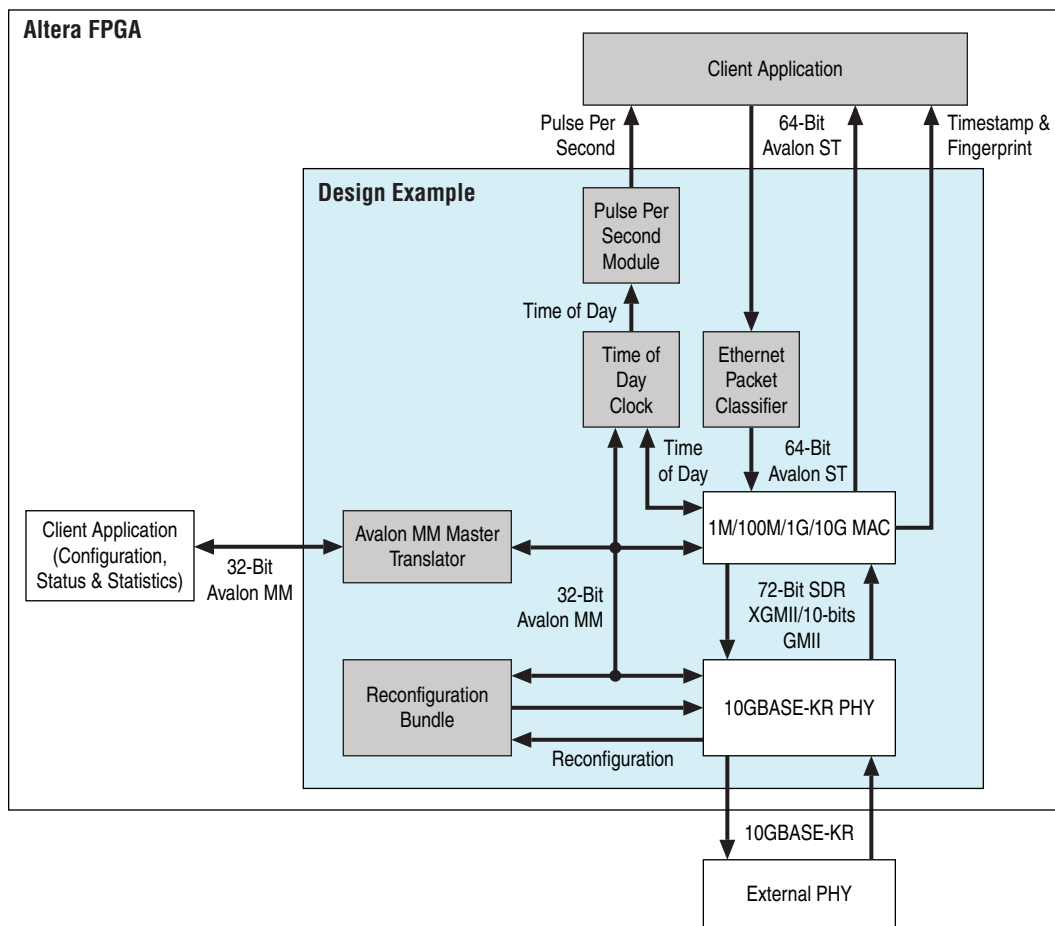 Altera FPGA
Client Application
Pulse Per
Second
64-Bit
Avalon ST
Timestamp &
Fingerprint
Design Example
Pulse Per
Second
Module
Time of Day
Time of
Day
Clock
Ethernet
Packet
Classifier
Time
of Day
64-Bit
Avalon ST
Client Application
(Configuration,
Status & Statistics)
32-Bit
Avalon MM
Avalon MM Master
Translator
1M/100M/1G/10G MAC
32-Bit
Avalon MM
72-Bit SDR
XGMII/10-bits
GMII
Reconfiguration
Bundle
10GBASE-KR PHY
Reconfiguration
10GBASE-KR
External PHY